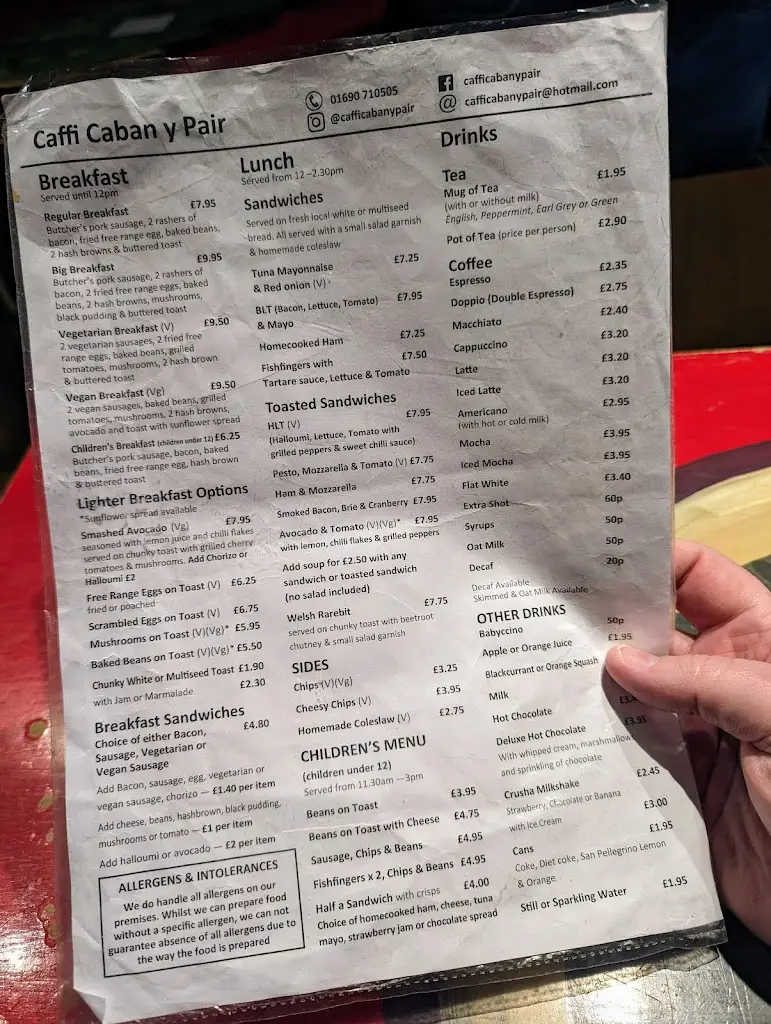 Caffi Caban y Pair
01690 710505
@cafficabanypair
cafficabanypair
cafficabanypair@hotmail.com
Breakfast
Served until 12pm
Regular Breakfast £7.95
Butcher's pork sausage, 2 rashers of
bacon, fried free range egg, baked beans,
2 hash browns & buttered toast
Big Breakfast £9.95
Butcher's pork sausage, 2 rashers of
bacon, 2 fried free range eggs, baked
beans, 2 hash browns, mushrooms,
black pudding & buttered toast
Vegetarian Breakfast (V) £9.50
2 vegetarian sausages, 2 fried free
range eggs, baked beans, grilled
tomatoes, mushrooms, 2 hash brown
& buttered toast
Vegan Breakfast (Vg) £9.50
2 vegan sausages, baked beans, grilled
tomatoes, mushrooms, 2 hash browns,
avocado and toast with sunflower spread
Children's Breakfast (children under 12) £6.25
Butcher's pork sausage, bacon, baked
beans, fried free range egg, hash brown
& buttered toast
Lighter Breakfast Options
*Sunflower spread available
Smashed Avocado (Vg) £7.95
seasoned with lemon juice and chilli flakes
served on chunky toast with grilled cherry
tomatoes & mushrooms. Add Chorizo or
Halloumi £2
Free Range Eggs on Toast (V) £6.25
fried or poached
Scrambled Eggs on Toast (V) £6.75
Mushrooms on Toast (V)(Vg)* £5.95
Baked Beans on Toast (V)(Vg)* £5.50
Chunky White or Multiseed Toast £1.90
with Jam or Marmalade £2.30
Breakfast Sandwiches
Choice of either Bacon, £4.80
Sausage, Vegetarian or
Vegan Sausage
Add Bacon, sausage, egg, vegetarian or
vegan sausage, chorizo — £1.40 per item
Add cheese, beans, hashbrown, black pudding,
mushrooms or tomato — £1 per item
Add halloumi or avocado — £2 per item
ALLERGENS & INTOLERANCES
We do handle all allergens on our
premises. Whilst we can prepare food
without a specific allergen, we can not
guarantee absence of all allergens due to
the way the food is prepared
Lunch
Served from 12 –2.30pm
Sandwiches
Served on fresh local white or multiseed
bread. All served with a small salad garnish
& homemade coleslaw
Tuna Mayonnaise £7.25
& Red onion (V)
BLT (Bacon, Lettuce, Tomato) £7.95
& Mayo
Homecooked Ham £7.25
Fishfingers with £7.50
Tartare sauce, Lettuce & Tomato
Toasted Sandwiches
HLT (V) £7.95
(Halloumi, Lettuce, Tomato with
grilled peppers & sweet chilli sauce)
Pesto, Mozzarella & Tomato (V) £7.75
Ham & Mozzarella £7.75
Smoked Bacon, Brie & Cranberry £7.95
Avocado & Tomato (V)(Vg)* £7.95
with lemon, chilli flakes & grilled peppers
Add soup for £2.50 with any
sandwich or toasted sandwich
(no salad included)
Welsh Rarebit £7.75
served on chunky toast with beetroot
chutney & small salad garnish
SIDES
Chips (V)(Vg) £3.25
Cheesy Chips (V) £3.95
Homemade Coleslaw (V) £2.75
CHILDREN'S MENU
(children under 12)
Served from 11.30am —3pm
Beans on Toast £3.95
Beans on Toast with Cheese £4.75
Sausage, Chips & Beans £4.95
Fishfingers x 2, Chips & Beans £4.95
Half a Sandwich with crisps £4.00
Choice of homecooked ham, cheese, tuna
mayo, strawberry jam or chocolate spread
Drinks
Tea
Mug of Tea £1.95
(with or without milk)
English, Peppermint, Earl Grey or Green
Pot of Tea (price per person) £2.90
Coffee
Espresso £2.35
Doppio (Double Espresso) £2.75
Macchiato £2.40
Cappuccino £3.20
Latte £3.20
Iced Latte £3.20
Americano £2.95
(with hot or cold milk)
Mocha £3.95
Iced Mocha £3.95
Flat White £3.40
Extra Shot 60p
Syrups 50p
Oat Milk 50p
Decaf 20p
Decaf Available
Skimmed & Oat Milk Available
OTHER DRINKS
Babyccino 50p
Apple or Orange Juice £1.95
Blackcurrant or Orange Squash
Milk
Hot Chocolate
Deluxe Hot Chocolate £3.95
With whipped cream, marshmallows
and sprinkling of chocolate
Crusha Milkshake £2.45
Strawberry, Chocolate or Banana
with Ice Cream £3.00
Cans £1.95
Coke, Diet coke, San Pellegrino Lemon
& Orange
Still or Sparkling Water £1.95